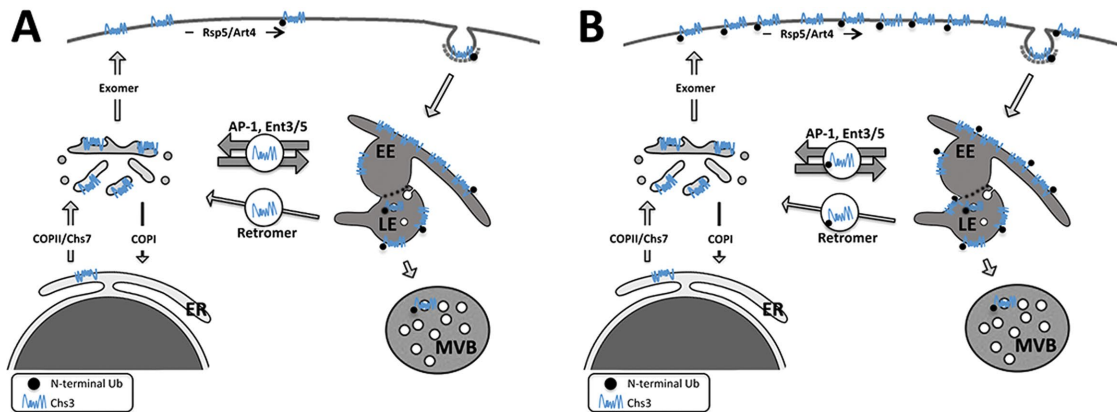 A
Rsp5/Art4
Exomer
AP-1, Ent3/5
EE
Retromer
LE
COPII/Chs7
COPI
ER
MVB
N-terminal Ub
Chs3
B
Rsp5/Art4
Exomer
AP-1, Ent3/5
EE
Retromer
LE
COPII/Chs7
COPI
ER
MVB
N-terminal Ub
Chs3